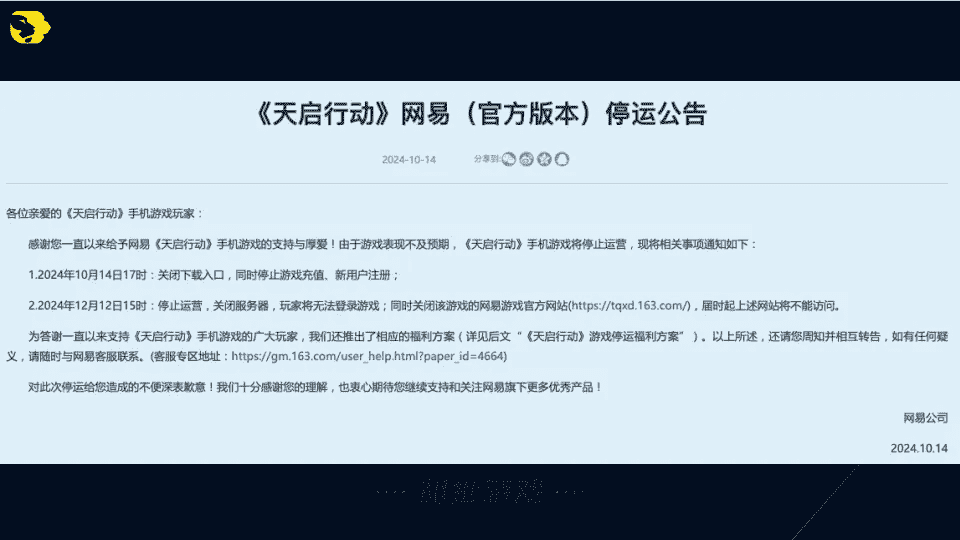 《天启行动》网易（官方版本）停运公告
2024-10-14 分享到:
各位亲爱的《天启行动》手机游戏玩家：
感谢您一直以来给予网易《天启行动》手机游戏的支持与厚爱！由于游戏表现不及预期，《天启行动》手机游戏将停止运营，现将相关事项通知如下：
1.2024年10月14日17时：关闭下载入口，同时停止游戏充值、新用户注册；
2.2024年12月12日15时：停止运营，关闭服务器，玩家将无法登录游戏；同时关闭该游戏的网易游戏官方网站(https://tqxd.163.com/)，届时起上述网站将不能访问。
为答谢一直以来支持《天启行动》手机游戏的广大玩家，我们还推出了相应的福利方案（详见后文“《天启行动》游戏停运福利方案”）。以上所述，还请您周知并相互转告，如有任何疑
义，请随时与网易客服联系。(客服专区地址：https://gm.163.com/user_help.html?paper_id=4664)
对此次停运给您造成的不便深表歉意！我们十分感谢您的理解，也衷心期待您继续支持和关注网易旗下更多优秀产品！
网易公司
2024.10.14